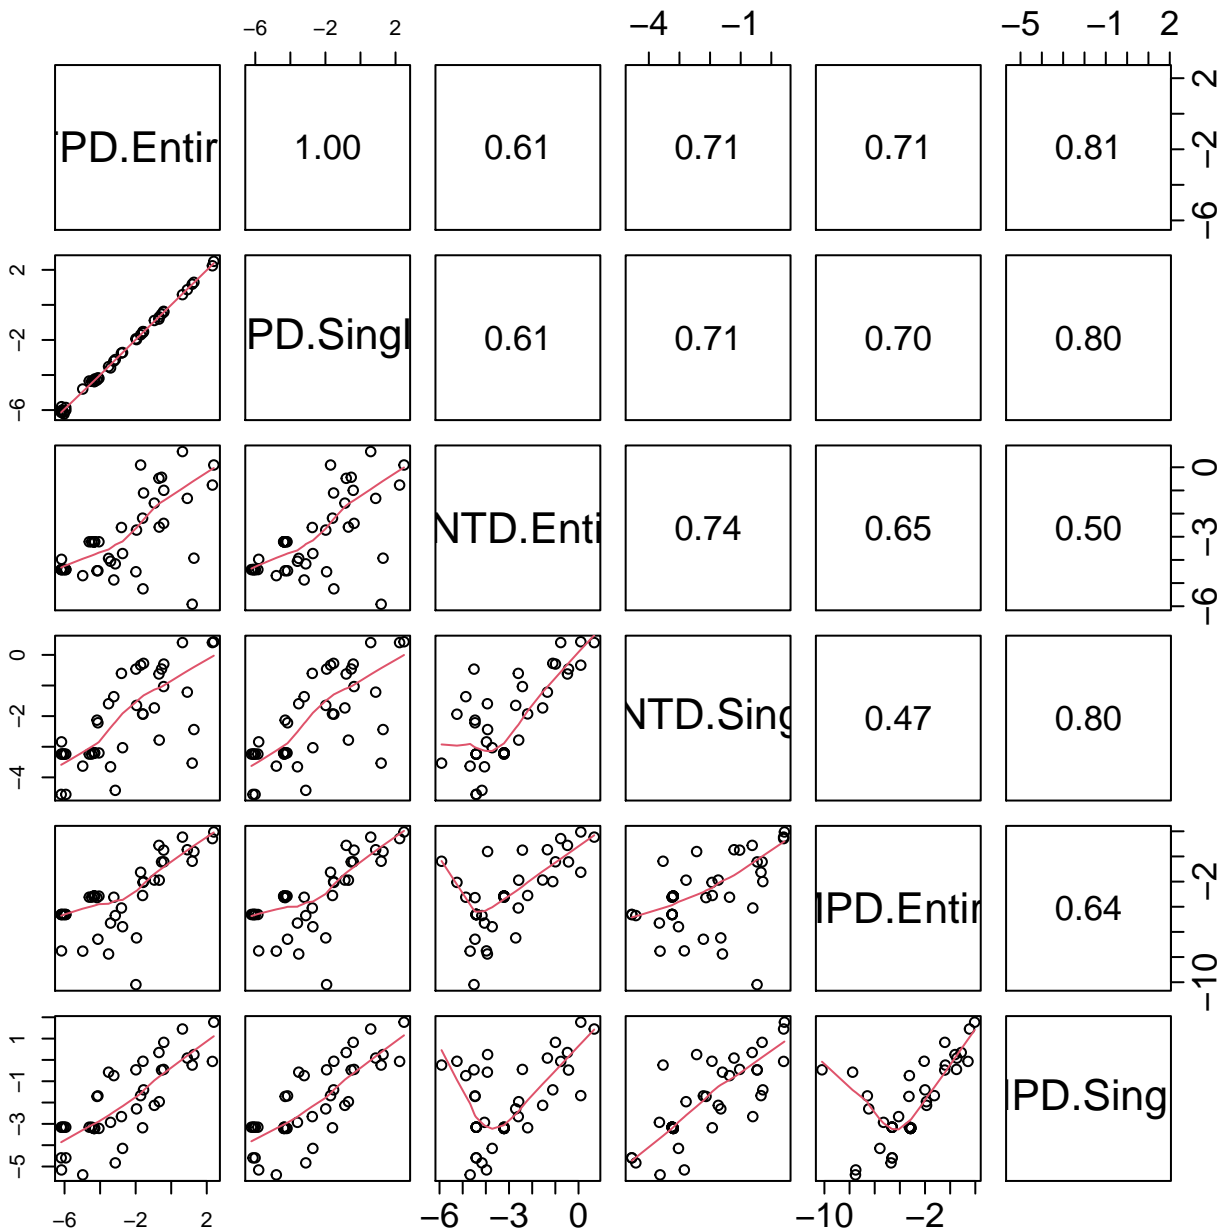 −6 −2 2 −4 −1 −5 −1 2
PD.Entir 1.00 0.61 0.71 0.71 0.81 −6 −2 2
−6 −2 2 PD.Singl 0.61 0.71 0.70 0.80
NTD.Enti 0.74 0.65 0.50 −6 −3 0
−4 −2 0 NTD.Sing 0.47 0.80
MPD.Entir 0.64 −10 −2
−5 −3 −1 1 MPD.Sing
−6 −2 2 −6 −3 0 −10 −2